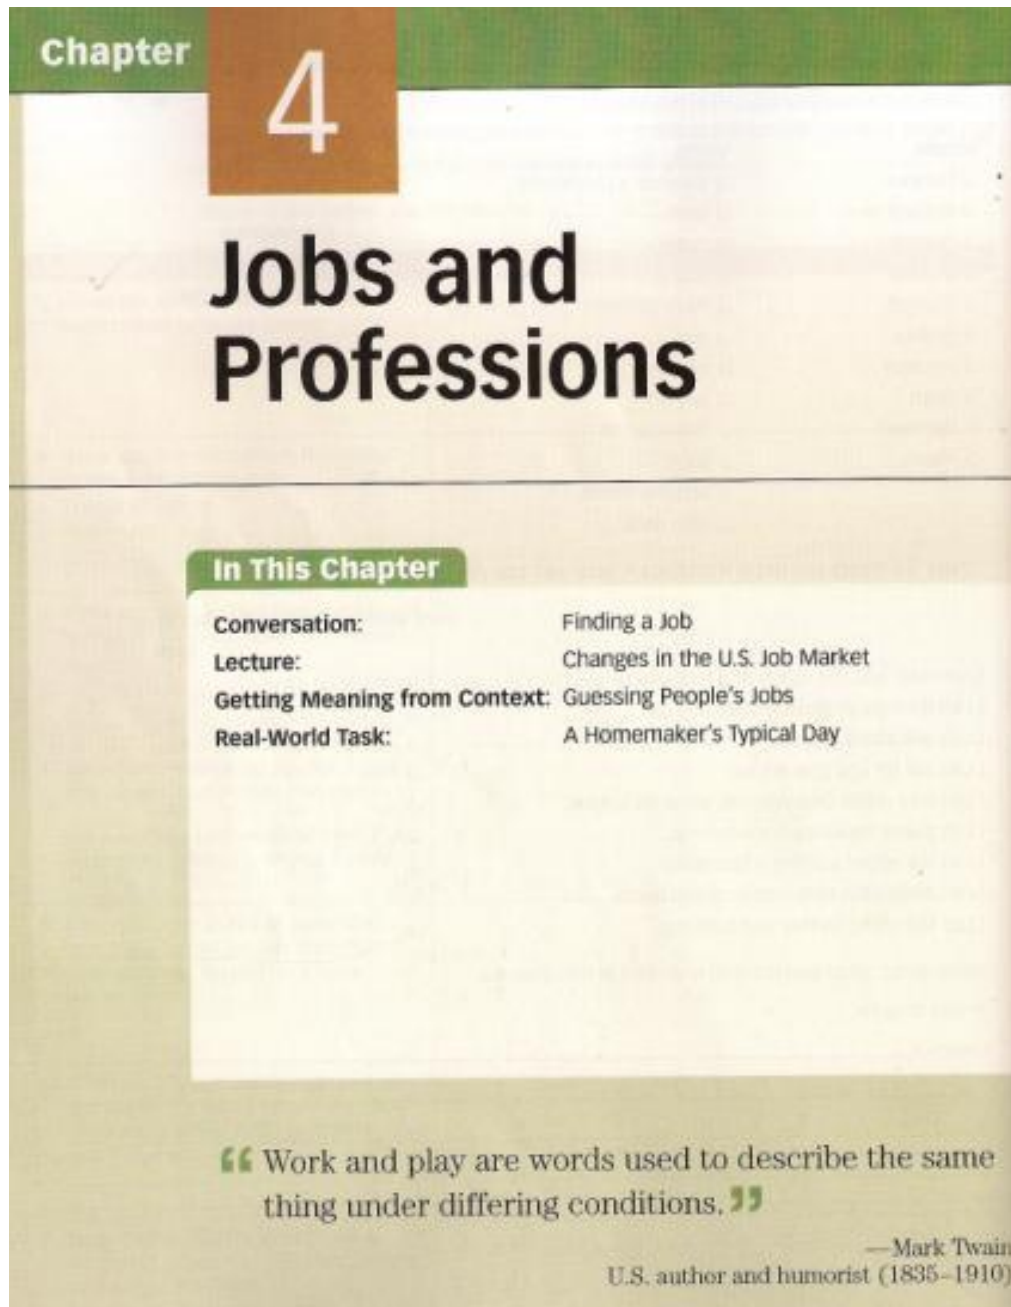 Chapter 4
Jobs and
Professions
In This Chapter
Conversation: Finding a Job
Lecture: Changes in the U.S. Job Market
Getting Meaning from Context: Guessing People's Jobs
Real-World Task: A Homemaker's Typical Day
“Work and play are words used to describe the same
thing under differing conditions.”
—Mark Twain
U.S. author and humorist (1835–1910)